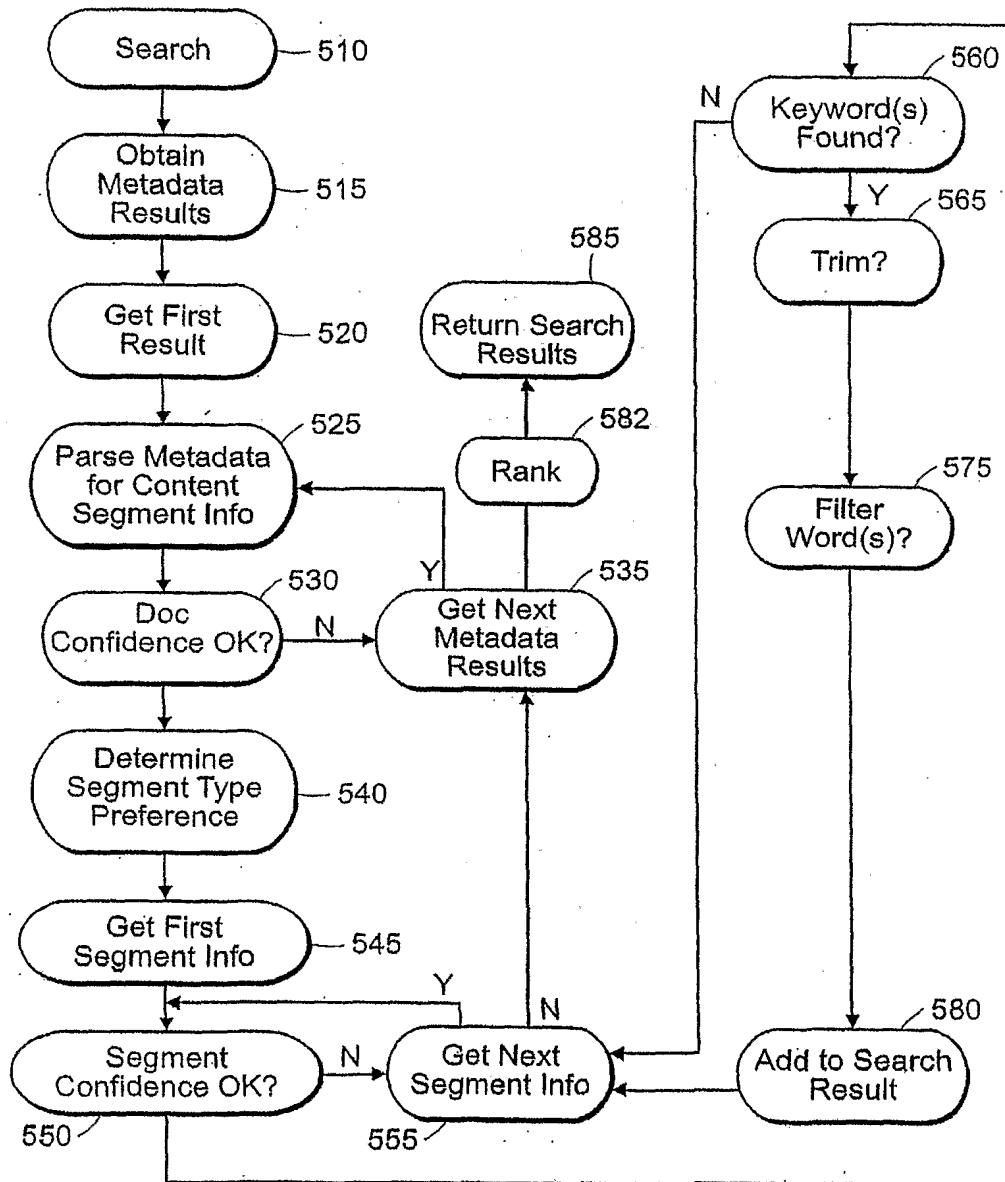 Search
510
Obtain
Metadata
Results
515
Get First
Result
520
Parse Metadata
for Content
Segment Info
525
Doc
Confidence OK?
530
N
Determine
Segment Type
Preference
540
Get First
Segment Info
545
Segment
Confidence OK?
550
N
Y
Get Next
Segment Info
555
N
Get Next
Metadata
Results
535
Y
Rank
582
Return Search
Results
585
Keyword(s)
Found?
560
N
Y
Trim?
565
Filter
Word(s)?
575
Add to Search
Result
580